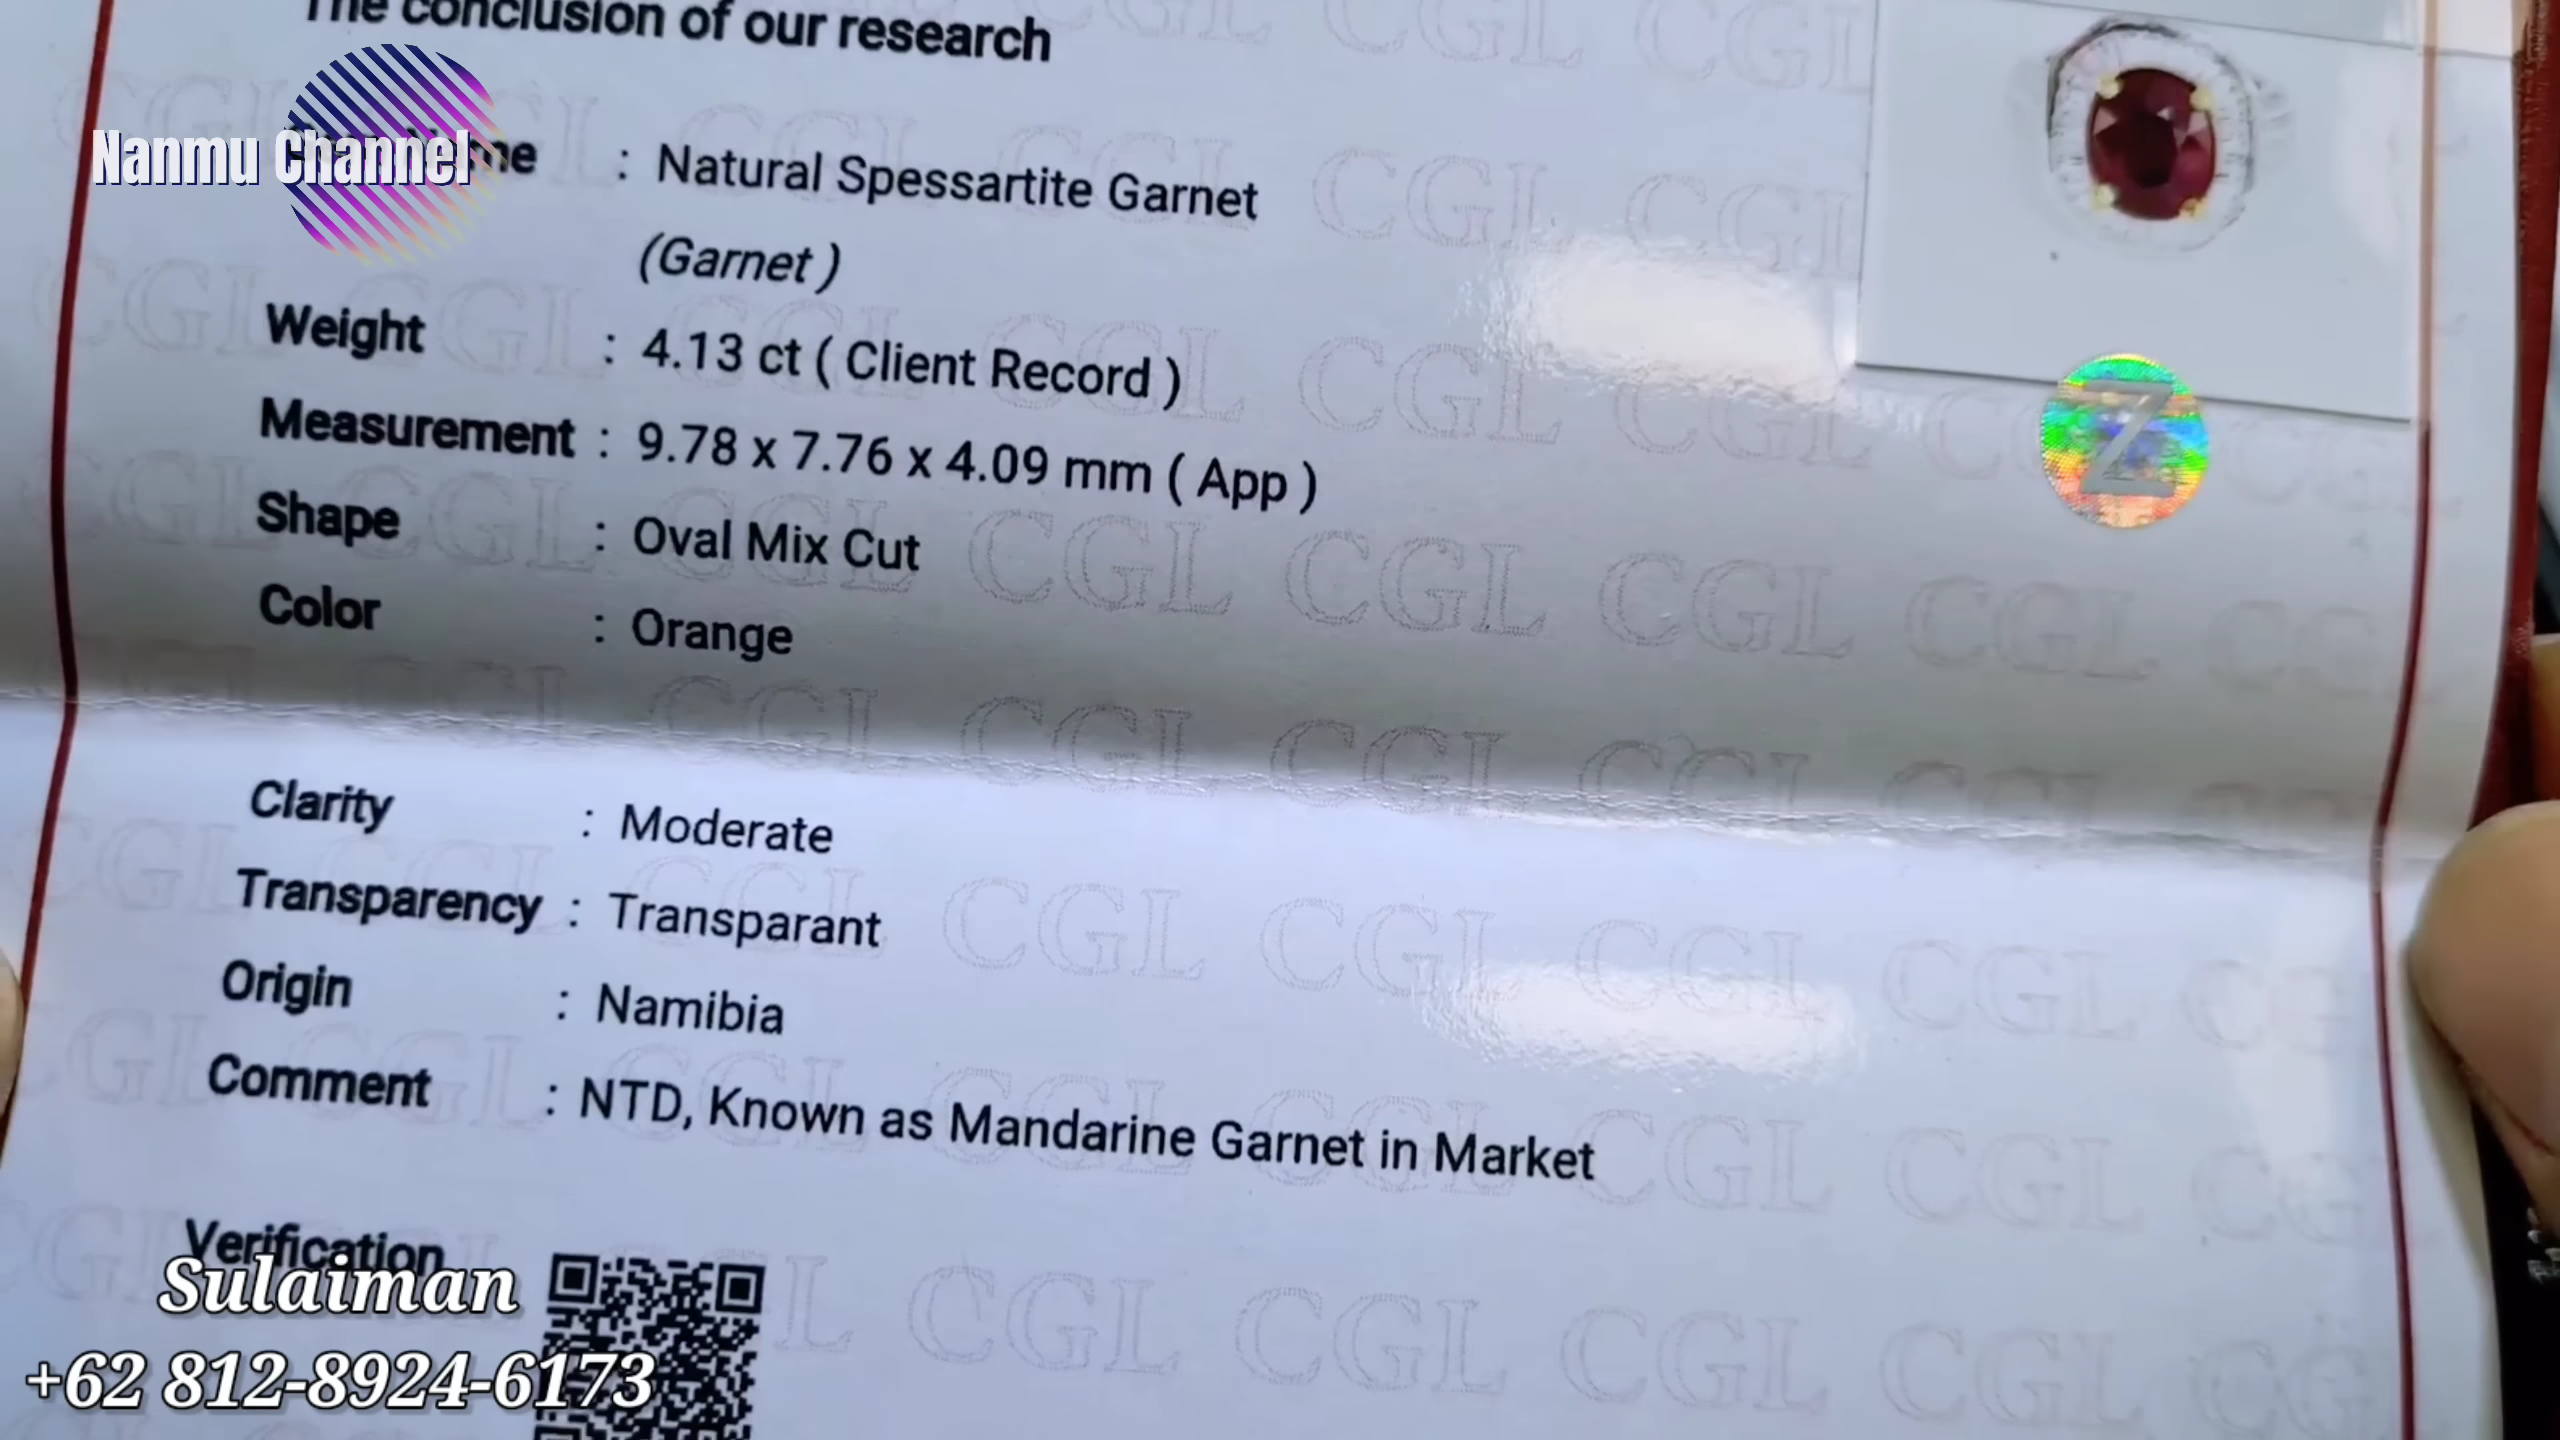 The conclusion of our research
Nanmu Channel
: Natural Spessartite Garnet
(Garnet )
Weight : 4.13 ct ( Client Record )
Measurement : 9.78 x 7.76 x 4.09 mm ( App )
Shape : Oval Mix Cut
Color : Orange
Clarity : Moderate
Transparency : Transparant
Origin : Namibia
Comment : NTD, Known as Mandarine Garnet in Market
Verification
Sulaiman
+62 812-8924-6173
CGL
Z